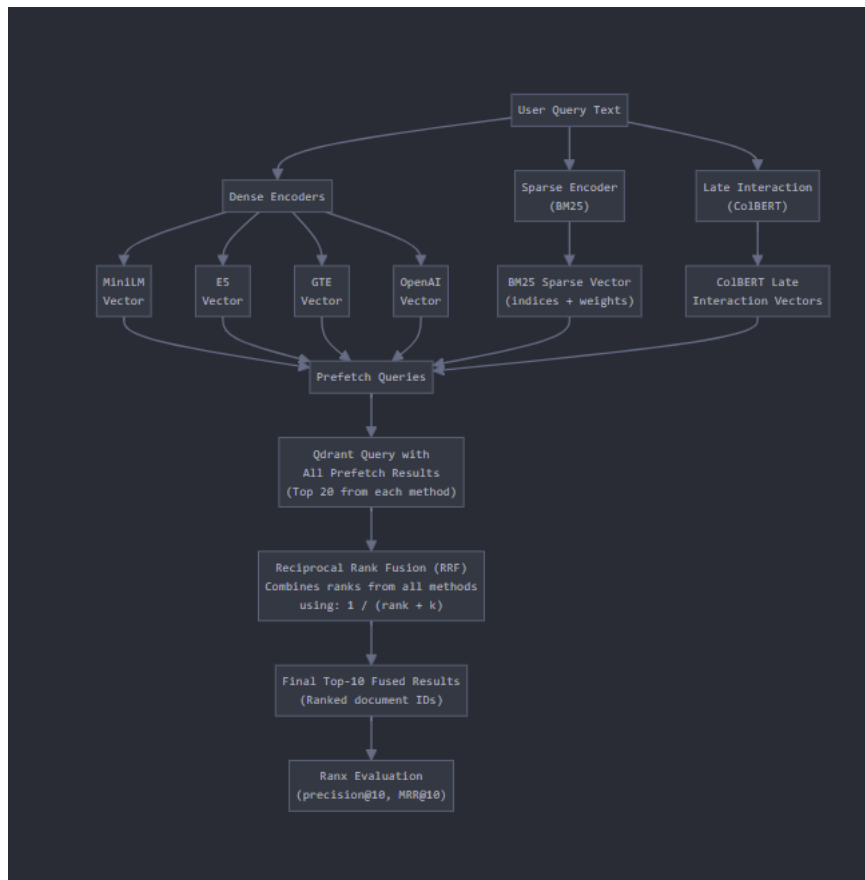 User Query Text
Dense Encoders
Sparse Encoder
(BM25)
Late Interaction
(ColBERT)
MiniLM
Vector
E5
Vector
GTE
Vector
OpenAI
Vector
BM25 Sparse Vector
(indices + weights)
ColBERT Late
Interaction Vectors
Prefetch Queries
Qdrant Query with
All Prefetch Results
(Top 20 from each method)
Reciprocal Rank Fusion (RRF)
Combines ranks from all methods
using: 1 / (rank + k)
Final Top-10 Fused Results
(Ranked document IDs)
Ranx Evaluation
(precision@10, MRR@10)